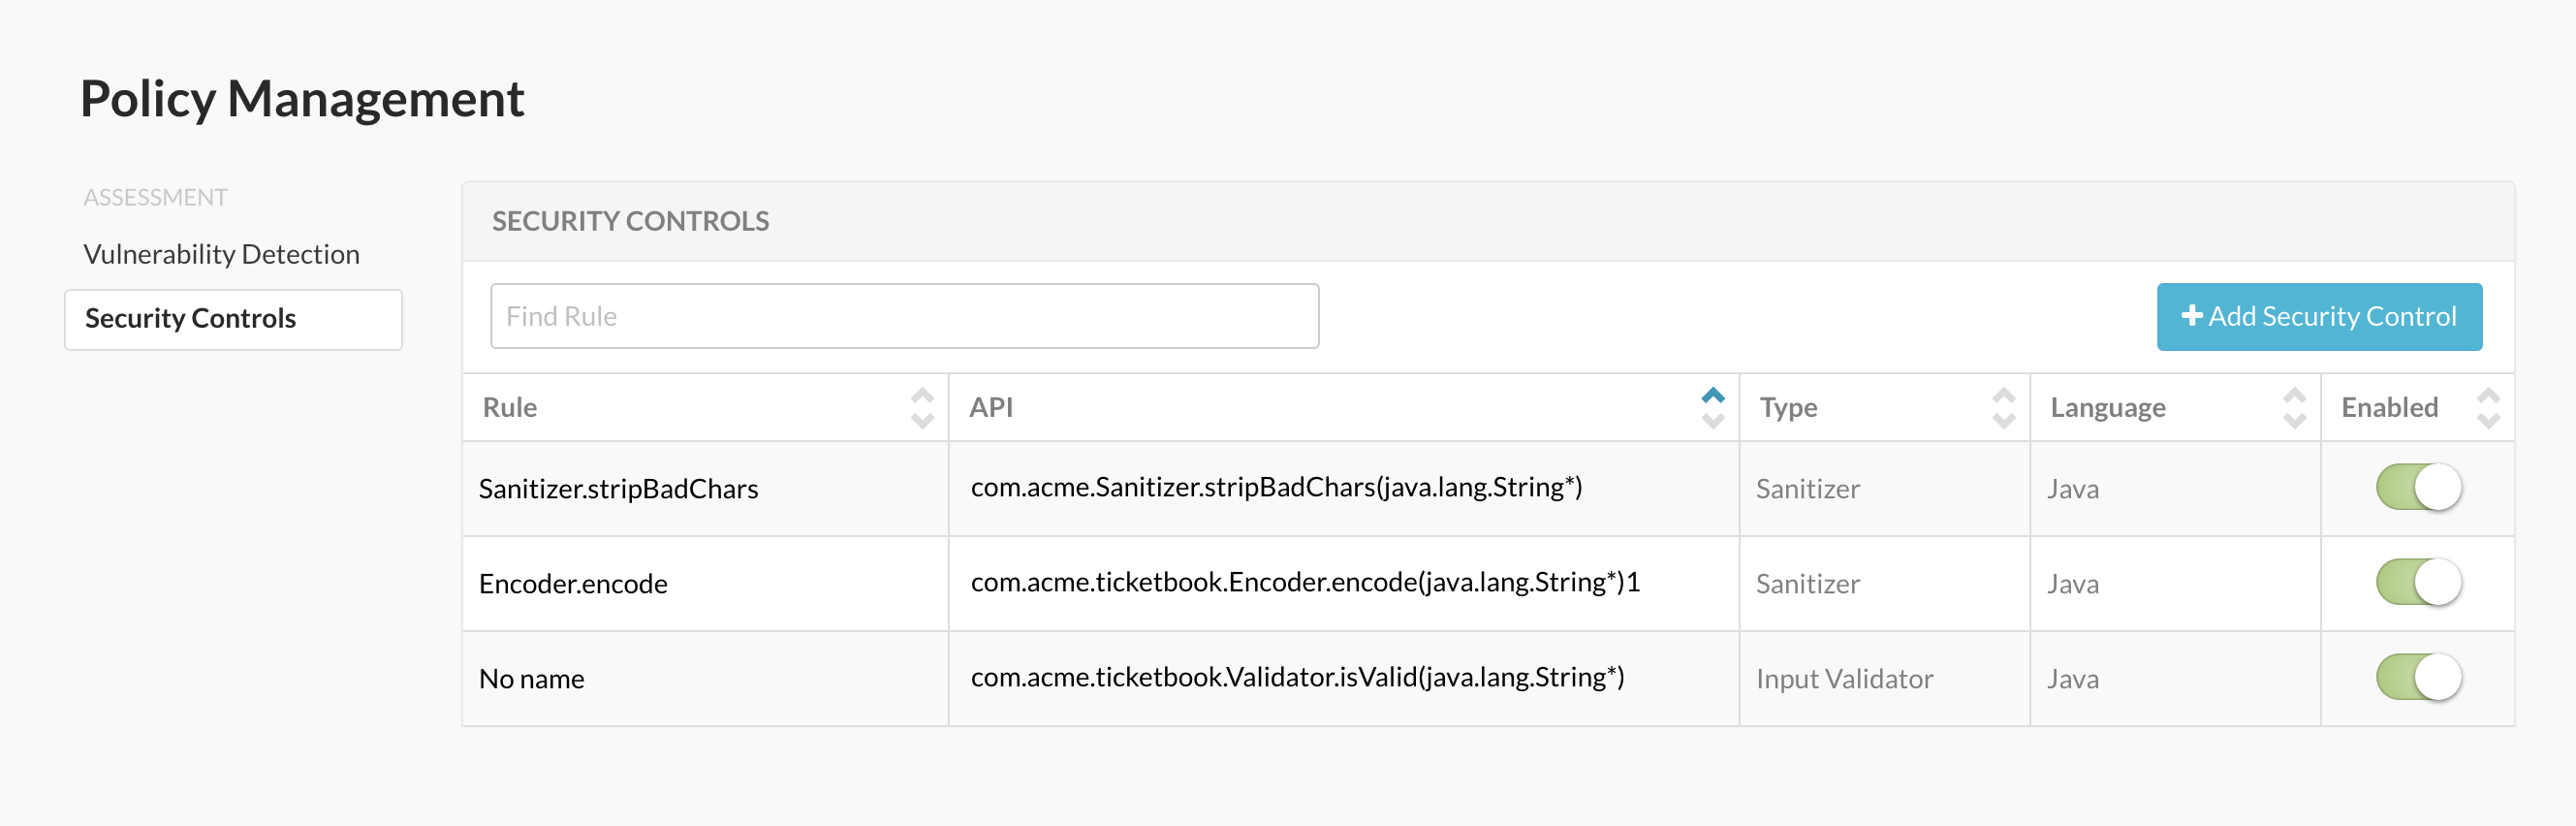 Policy Management
ASSESSMENT
Vulnerability Detection
Security Controls
SECURITY CONTROLS
Find Rule
Add Security Control
Rule API Type Language Enabled
Sanitizer.stripBadChars com.acme.Sanitizer.stripBadChars(java.lang.String*) Sanitizer Java
Encoder.encode com.acme.ticketbook.Encoder.encode(java.lang.String*)1 Sanitizer Java
No name com.acme.ticketbook.Validator.isValid(java.lang.String*) Input Validator Java